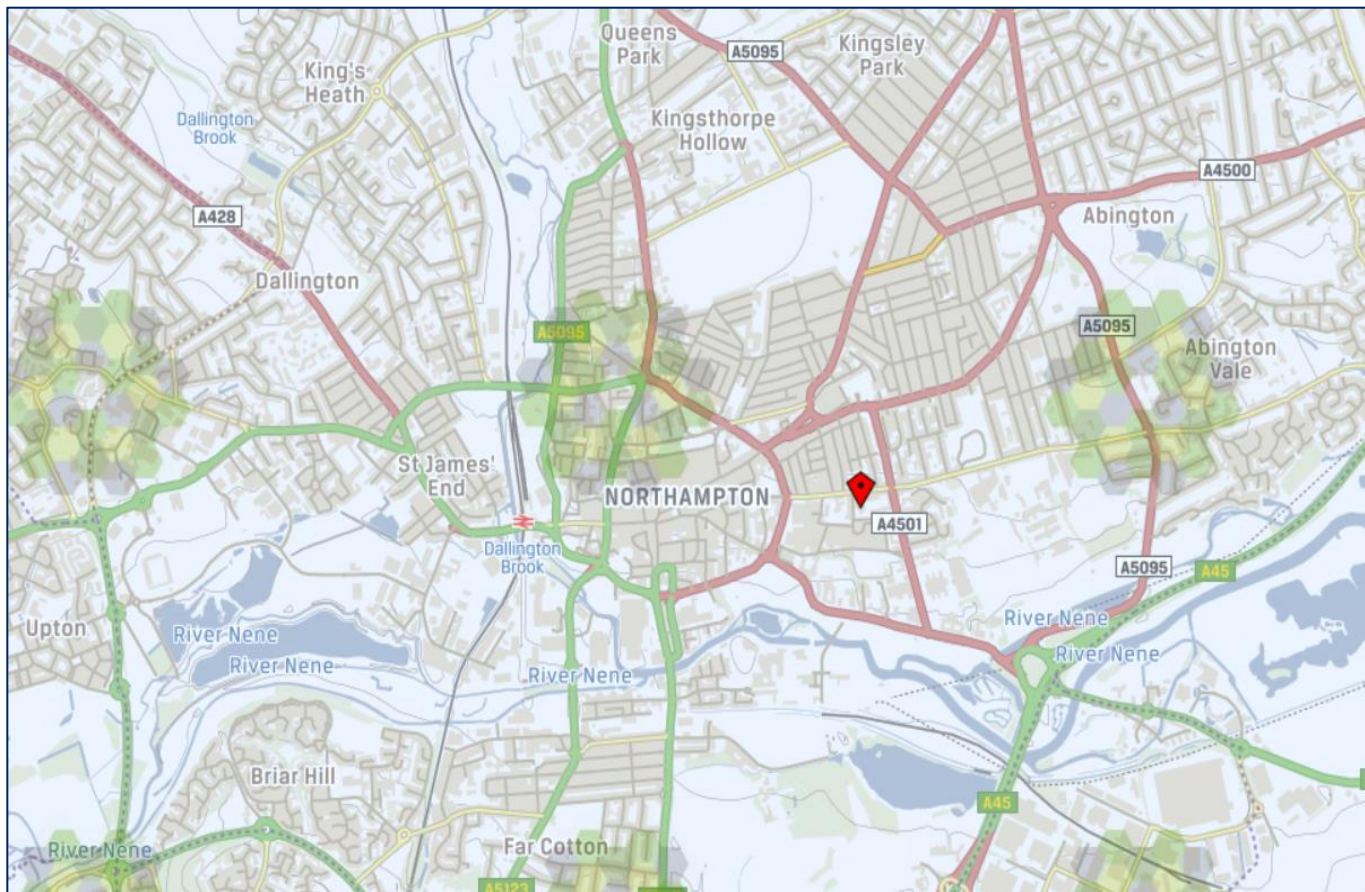 Queens
Park
A5095
Kingsley
Park
King's
Heath
Dallington
Brook
Kingsthorpe
Hollow
A4500
A428
Abington
Dallington
A5095
A5095
Abington
Vale
St James'
End
NORTHAMPTON
A4501
Dallington
Brook
A5095
A45
Upton
River Nene
River Nene
River Nene
River Nene
River Nene
Briar Hill
A45
River Nene
Far Cotton
A5123